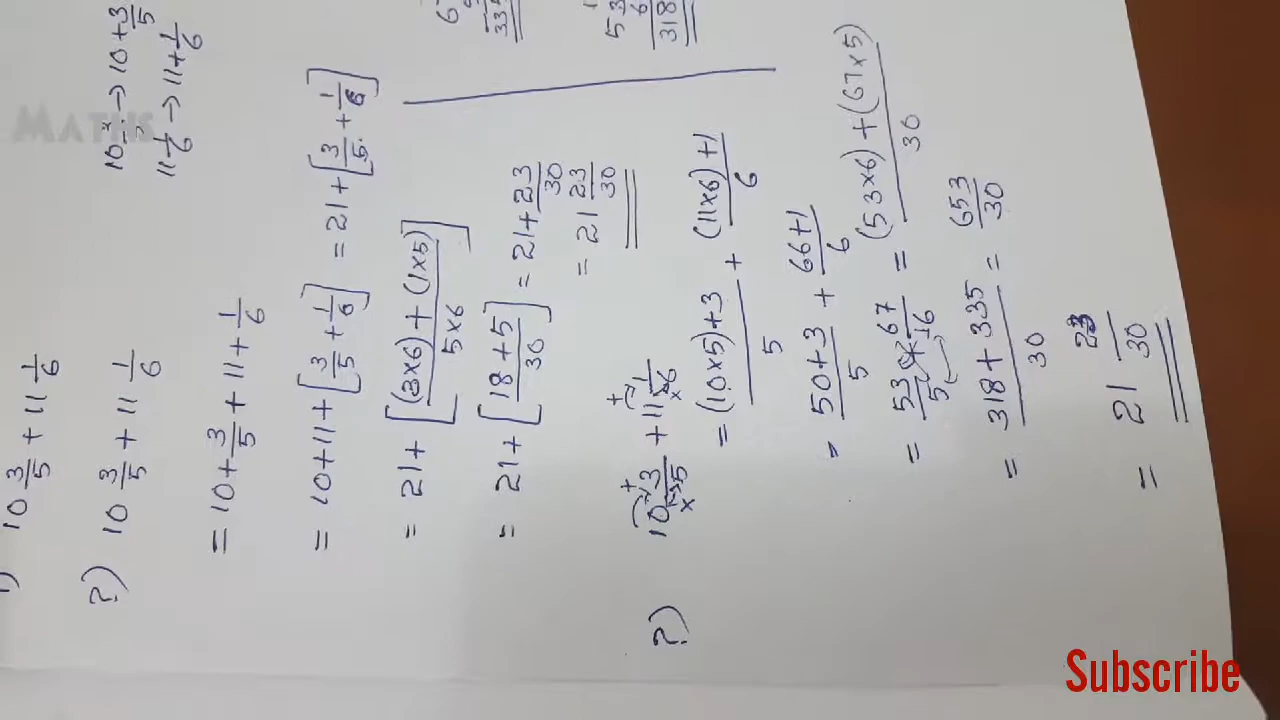 MATHS
1) 10 3/5 + 11 1/6
?) 10 3/5 + 11 1/6
10 3/5 → 10 + 3/5
11 1/6 → 11 + 1/6
= 10 + 3/5 + 11 + 1/6
= 10 + 11 + [3/5 + 1/6] = 21 + [3/5 + 1/6]
= 21 + [(3×6) + (1×5) / 5×6]
= 21 + [18+5 / 30] = 21 + 23/30
= 21 23/30
53
6
318
?) 10 3/5 + 11 1/6
= (10×5)+3 / 5 + (11×6)+1 / 6
= 50+3 / 5 + 66+1 / 6
= 53/5 + 67/6 = (53×6) + (67×5) / 30
= 318 + 335 / 30 = 653/30
= 21 23/30
Subscribe